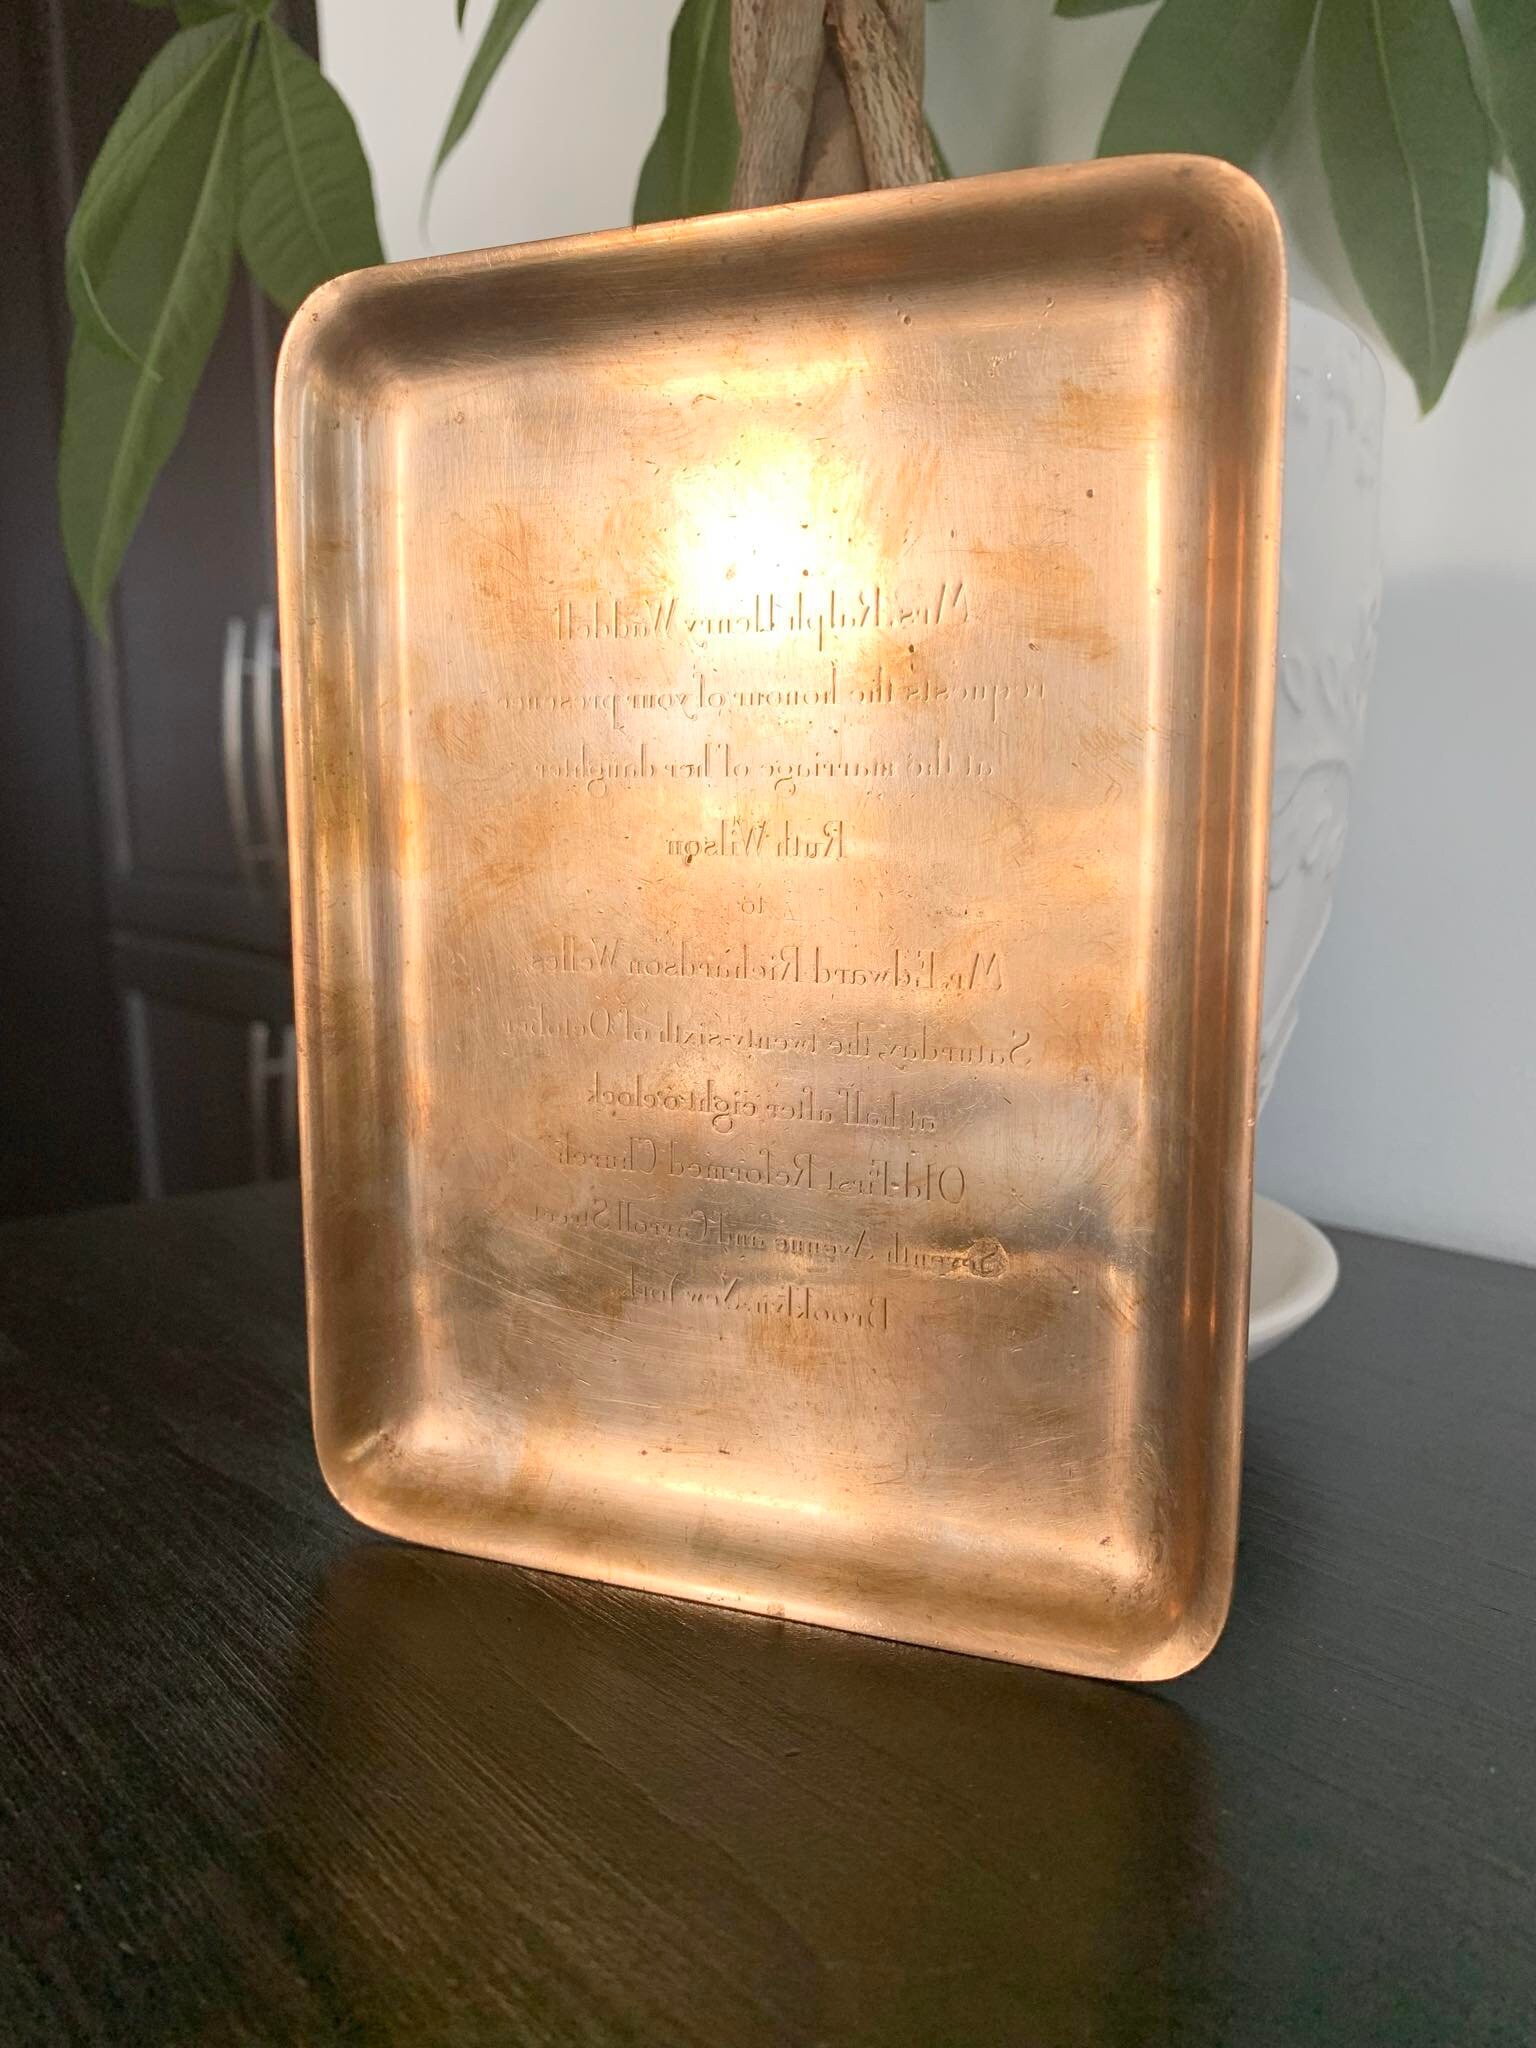 Mrs. Ralph Henry Waddell
requests the honour of your presence
at the marriage of her daughter
Ruth Wilson
to
Mr. Edward Richardson Welles
Saturday, the twenty-sixth of October
at half after eight o'clock
Old First Reformed Church
Seventh Avenue and Carroll Street
Brooklyn, New York